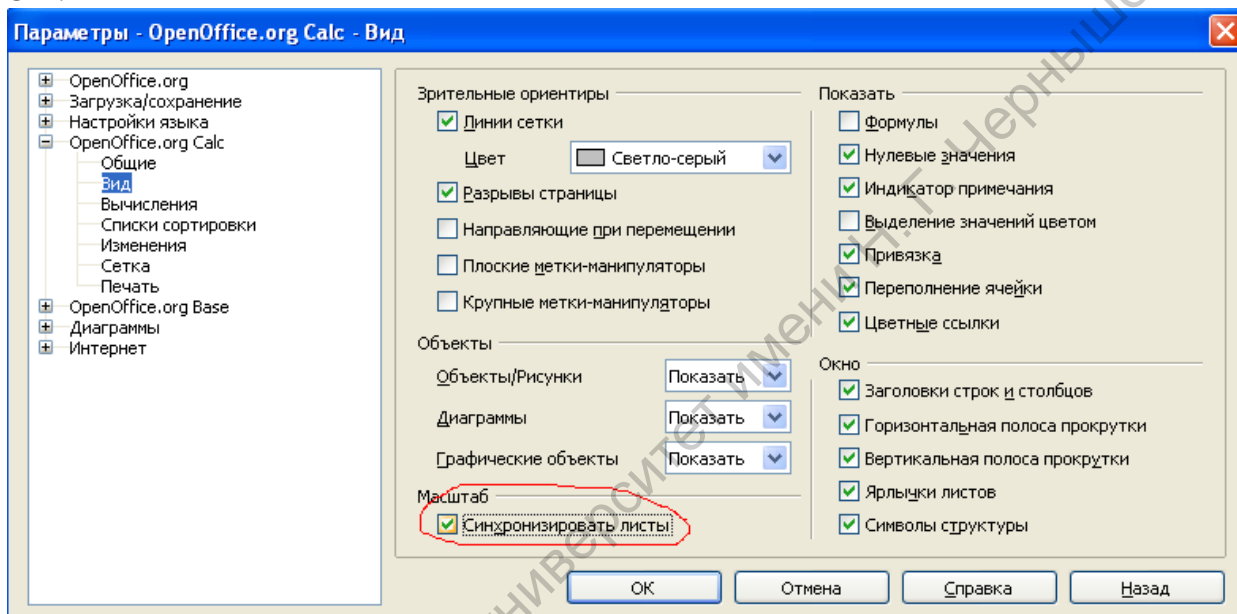 Параметры - OpenOffice.org Calc - Вид
OpenOffice.org
Загрузка/сохранение
Настройки языка
OpenOffice.org Calc
Общие
Вид
Вычисления
Списки сортировки
Изменения
Сетка
Печать
OpenOffice.org Base
Диаграммы
Интернет
Зрительные ориентиры
Линии сетки
Цвет Светло-серый
Разрывы страницы
Направляющие при перемещении
Плоские метки-манипуляторы
Крупные метки-манипуляторы
Объекты
Объекты/Рисунки Показать
Диаграммы Показать
Графические объекты Показать
Масштаб
Синхронизировать листы
Показать
Формулы
Нулевые значения
Индикатор примечания
Выделение значений цветом
Привязка
Переполнение ячейки
Цветные ссылки
Окно
Заголовки строк и столбцов
Горизонтальная полоса прокрутки
Вертикальная полоса прокрутки
Ярлычки листов
Символы структуры
ОК Отмена Справка Назад
университет имени Н. Г.